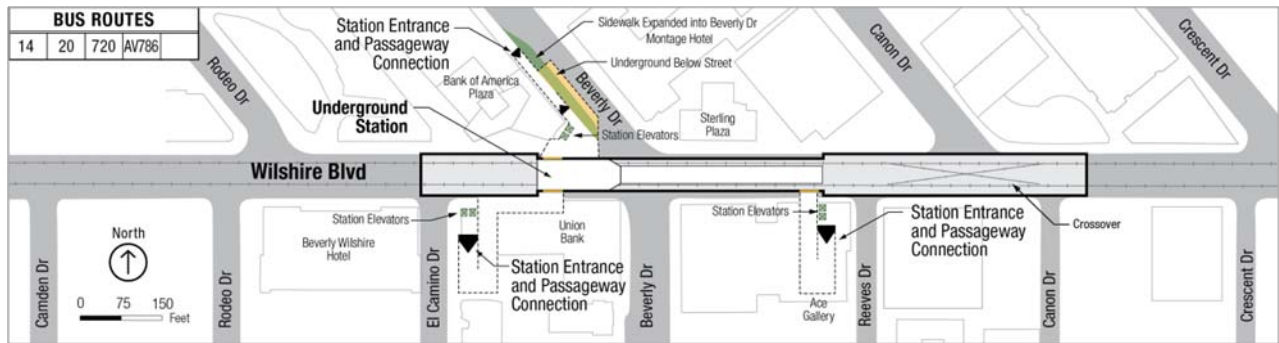 BUS ROUTES
14 20 720 AV786
Station Entrance
and Passageway
Connection
Sidewalk Expanded into Beverly Dr
Montage Hotel
Underground Below Street
Bank of America
Plaza
Rodeo Dr
Beverly Dr
Canon Dr
Crescent Dr
Underground
Station
Sterling
Plaza
Station Elevators
Wilshire Blvd
Station Elevators
Union
Bank
Station Elevators
Station Entrance
and Passageway
Connection
Crossover
North
Beverly Wilshire
Hotel
Station Entrance
and Passageway
Connection
0 75 150
Feet
Ace
Gallery
Camden Dr
Rodeo Dr
El Camino Dr
Beverly Dr
Reeves Dr
Canon Dr
Crescent Dr